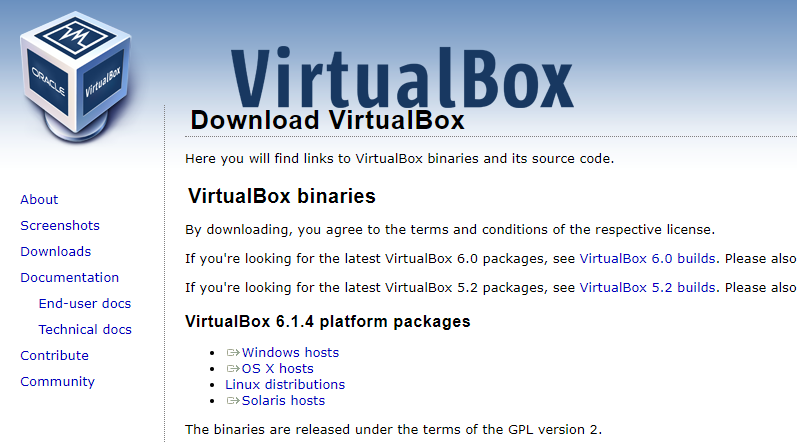 ORACLE
VirtualBox
VirtualBox
Download VirtualBox
Here you will find links to VirtualBox binaries and its source code.
About
Screenshots
Downloads
Documentation
End-user docs
Technical docs
Contribute
Community
VirtualBox binaries
By downloading, you agree to the terms and conditions of the respective license.
If you're looking for the latest VirtualBox 6.0 packages, see VirtualBox 6.0 builds. Please also
If you're looking for the latest VirtualBox 5.2 packages, see VirtualBox 5.2 builds. Please also
VirtualBox 6.1.4 platform packages
Windows hosts
OS X hosts
Linux distributions
Solaris hosts
The binaries are released under the terms of the GPL version 2.